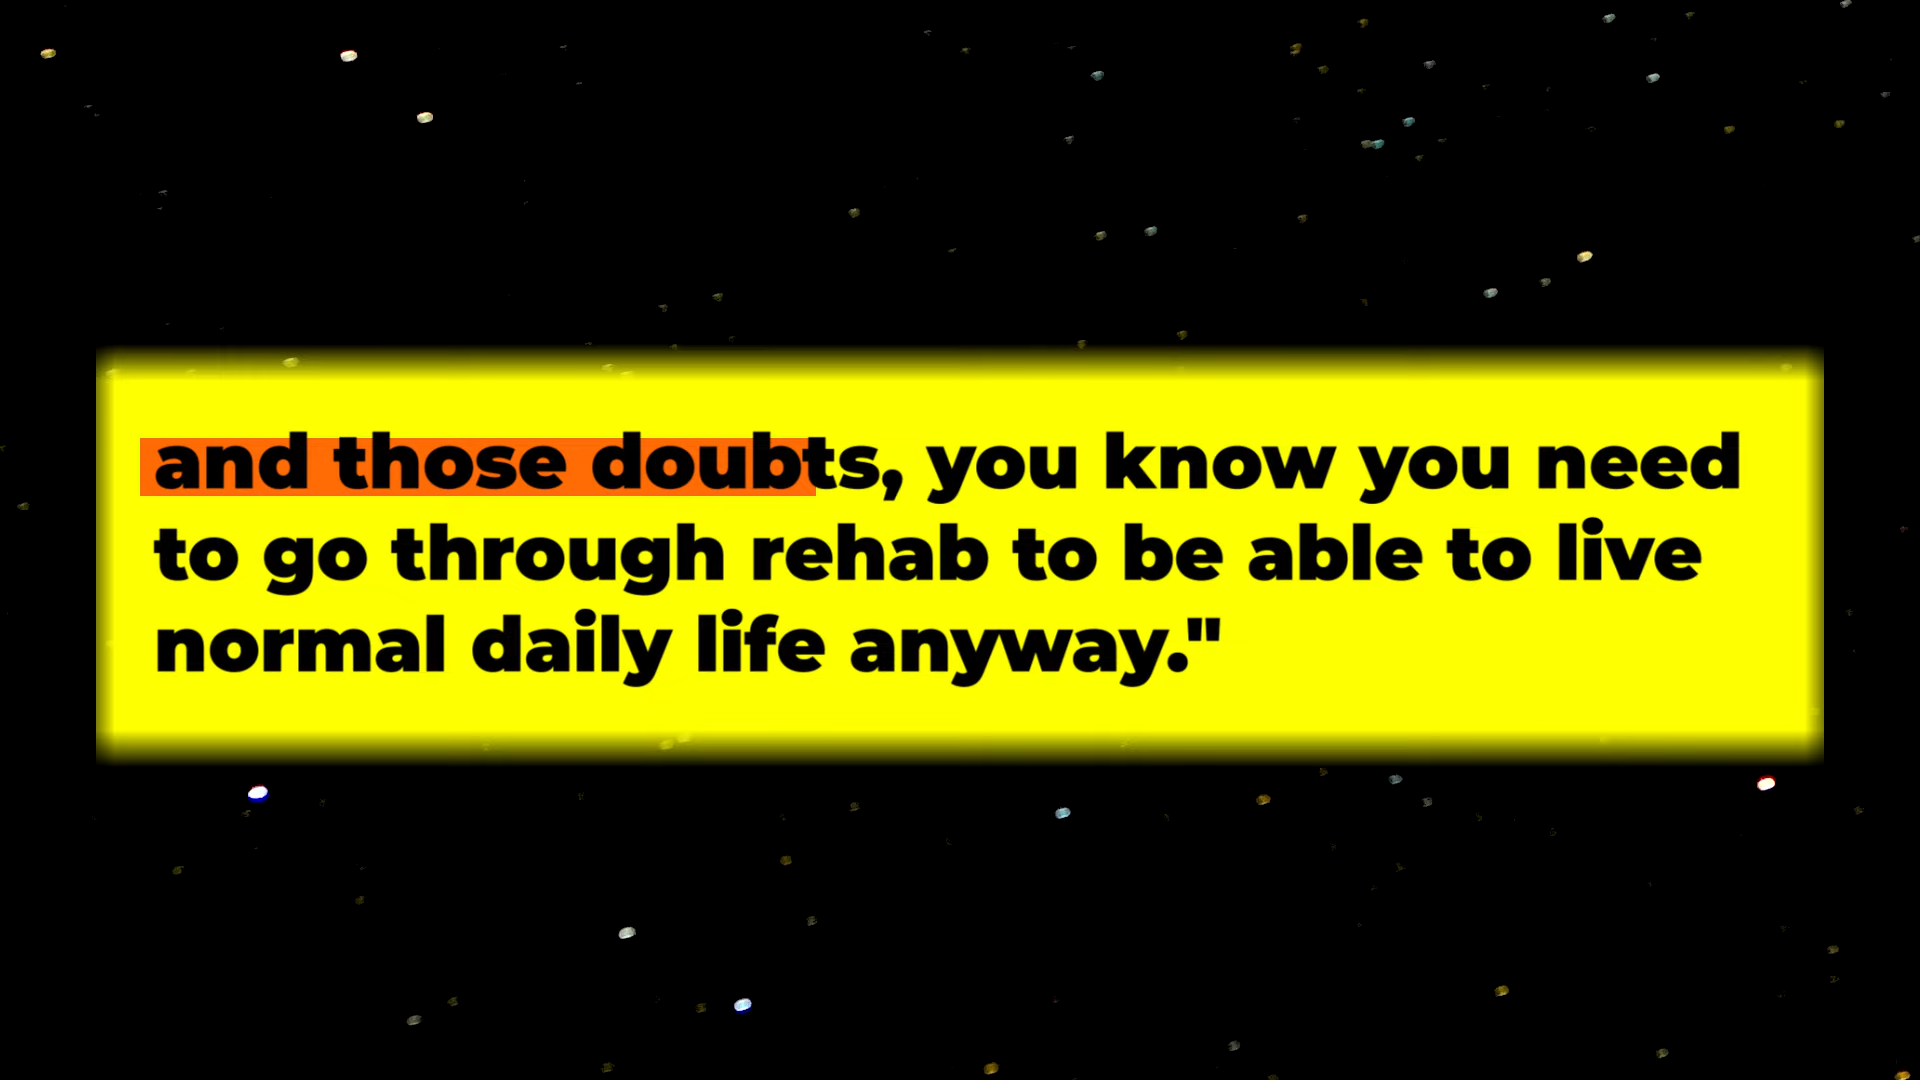 and those doubts, you know you need
to go through rehab to be able to live
normal daily life anyway."